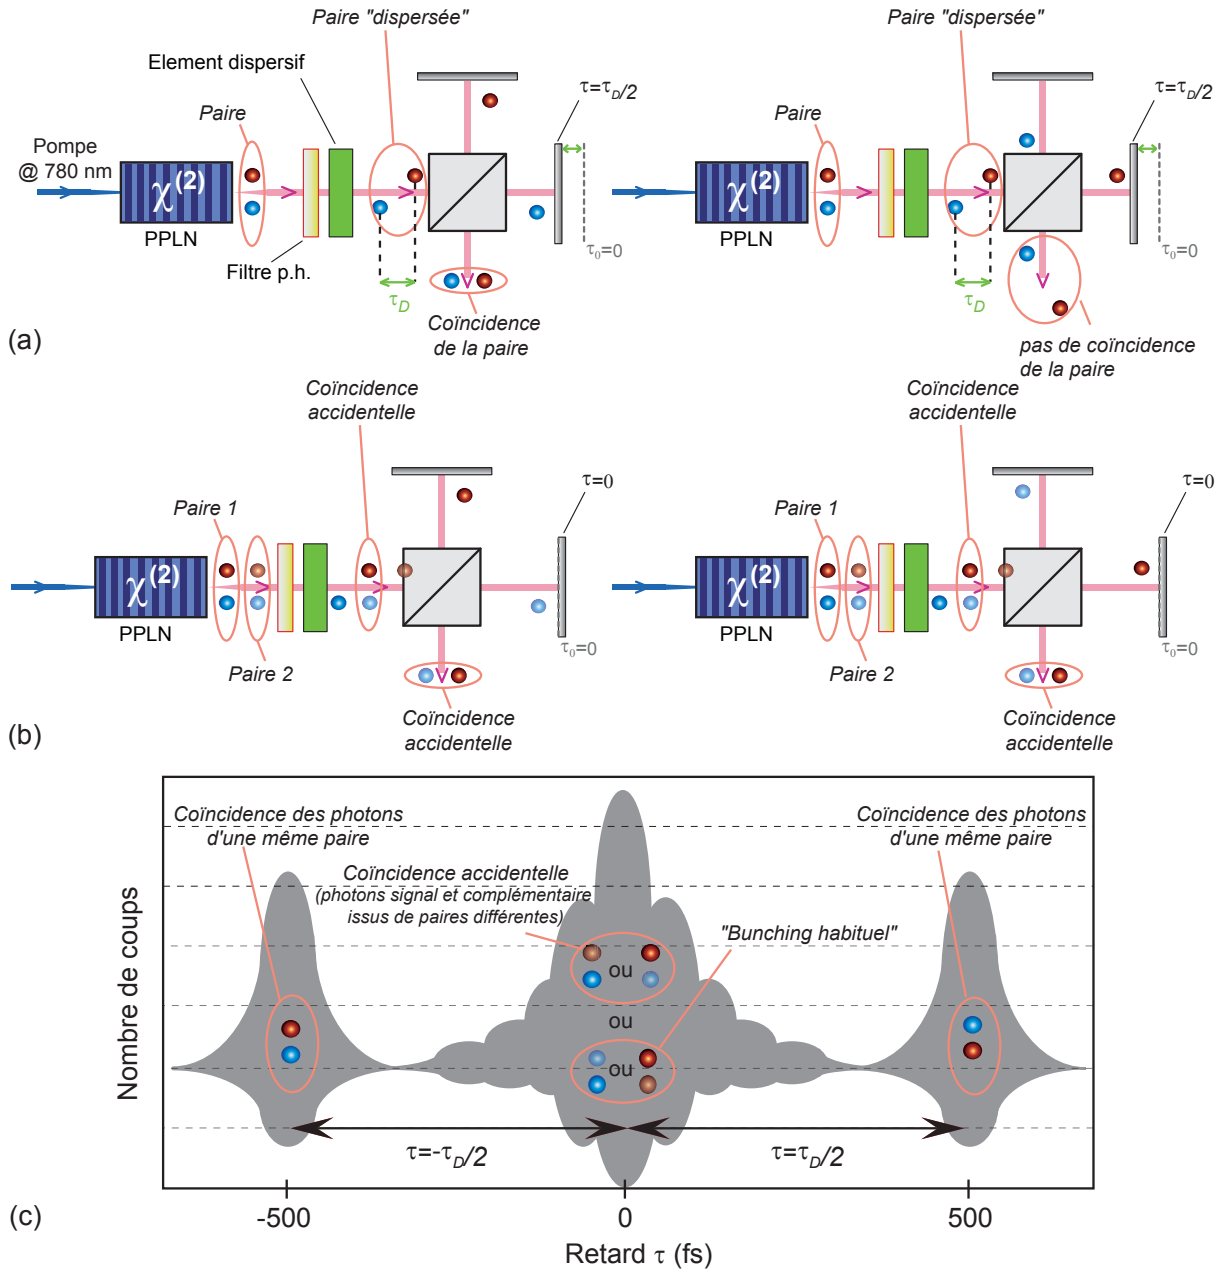 Paire "dispersée"
Element dispersif
Paire
Pompe
@ 780 nm
χ(2)
PPLN
Filtre p.h.
τD
τ=τD/2
τ0=0
Coïncidence
de la paire
(a)
Paire "dispersée"
Paire
χ(2)
PPLN
τD
τ=τD/2
τ0=0
pas de coïncidence
de la paire
Coïncidence
accidentelle
Paire 1
χ(2)
PPLN
Paire 2
τ=0
τ0=0
Coïncidence
accidentelle
(b)
Coïncidence
accidentelle
Paire 1
χ(2)
PPLN
Paire 2
τ=0
τ0=0
Coïncidence
accidentelle
Coïncidence des photons
d'une même paire
Coïncidence accidentelle
(photons signal et complémentaire
issus de paires différentes)
Coïncidence des photons
d'une même paire
"Bunching habituel"
ou
ou
ou
τ=-τD/2
τ=τD/2
Nombre de coups
-500
0
500
Retard τ (fs)
(c)